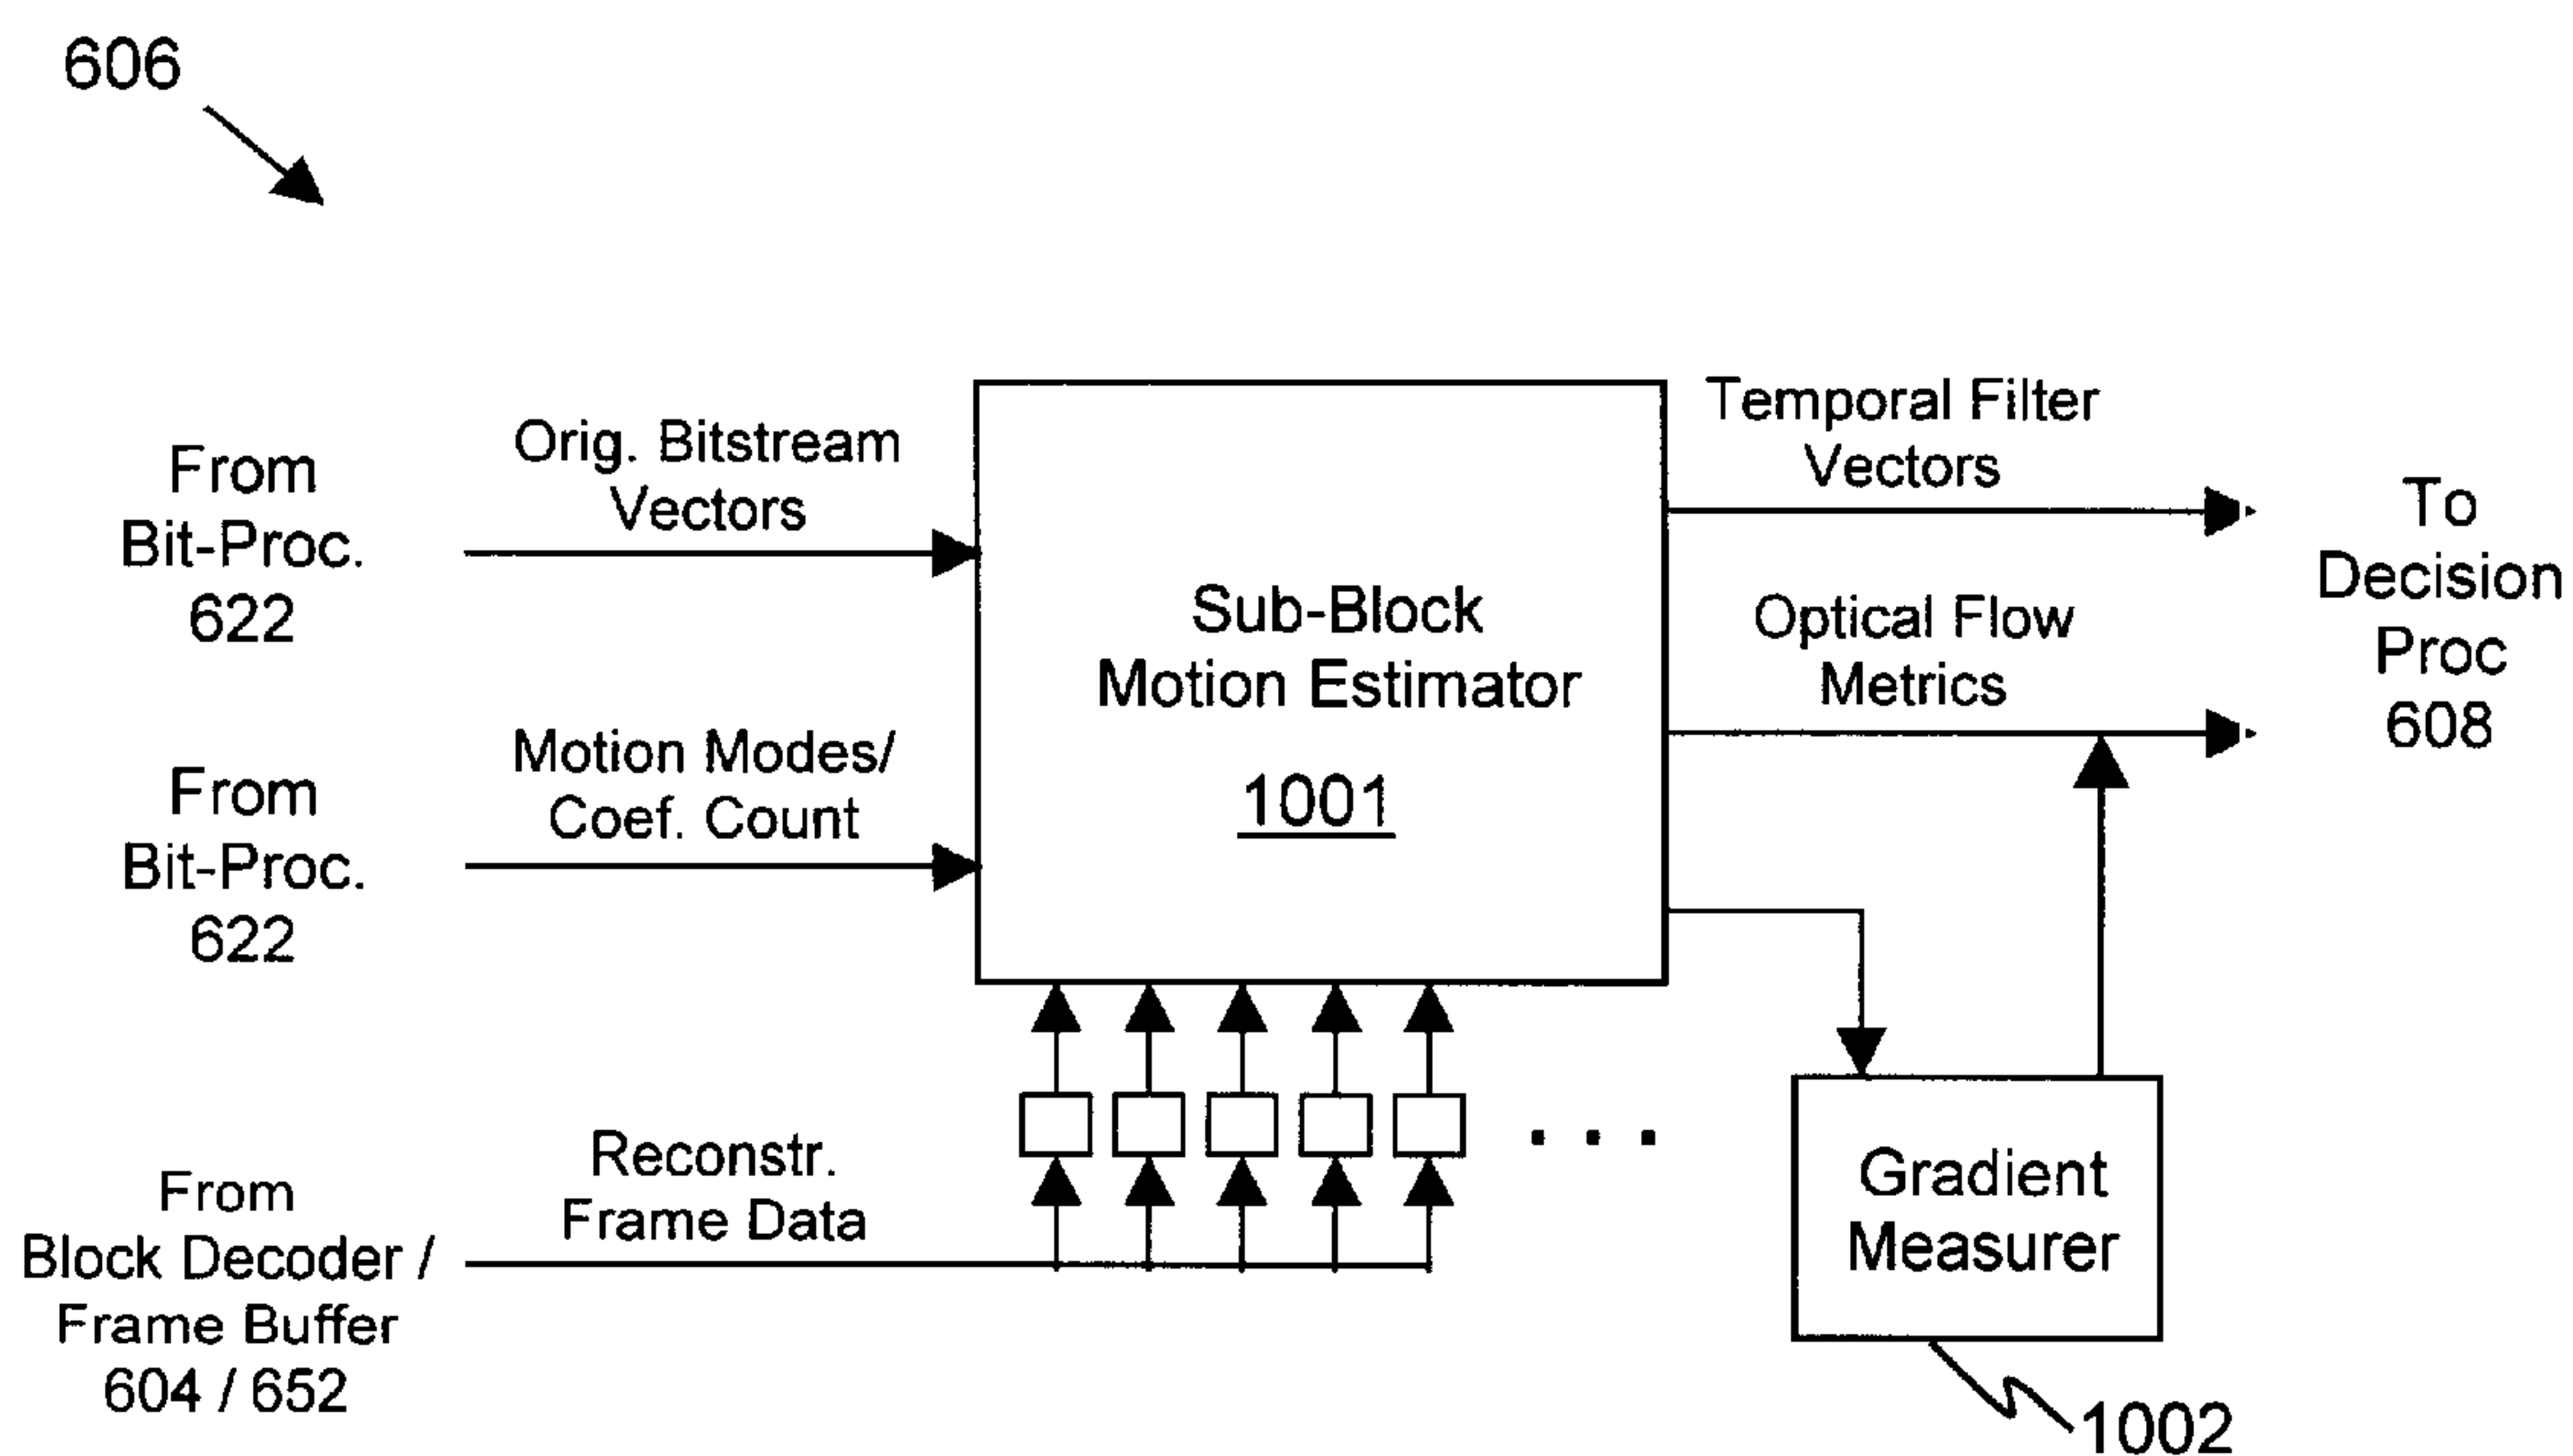 606
From
Bit-Proc.
622
Orig. Bitstream
Vectors
From
Bit-Proc.
622
Motion Modes/
Coef. Count
From
Block Decoder /
Frame Buffer
604 / 652
Reconstr.
Frame Data
Sub-Block
Motion Estimator
1001
. . .
Temporal Filter
Vectors
Optical Flow
Metrics
To
Decision
Proc
608
Gradient
Measurer
1002